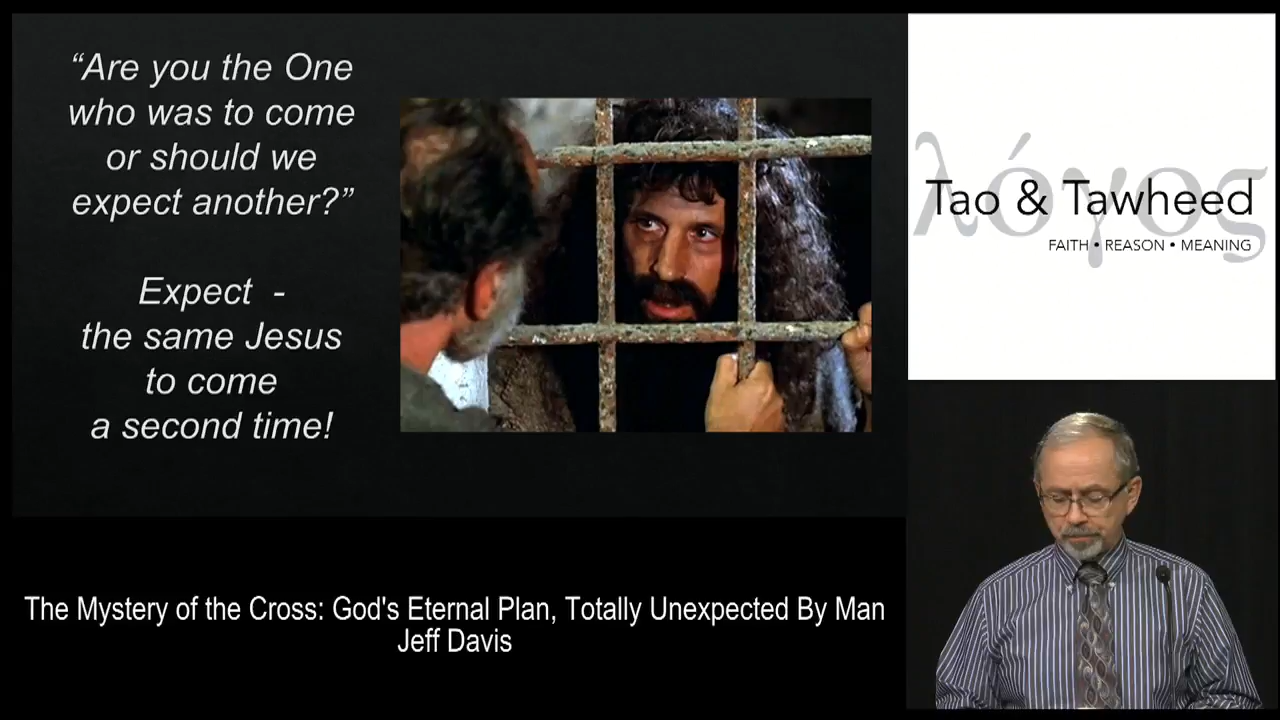 “Are you the One
who was to come
or should we
expect another?”
Expect -
the same Jesus
to come
a second time!
λόγος
Tao & Tawheed
FAITH • REASON • MEANING
The Mystery of the Cross: God's Eternal Plan, Totally Unexpected By Man
Jeff Davis